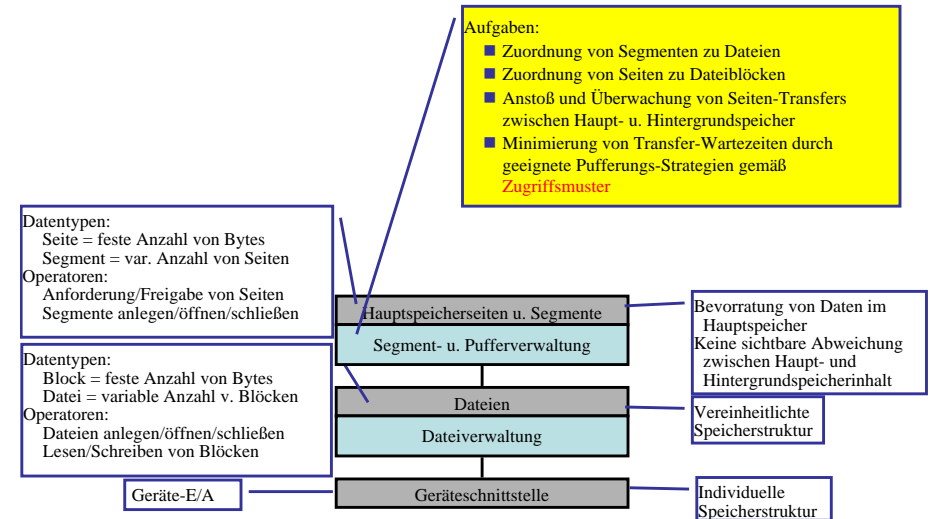 Aufgaben:
Zuordnung von Segmenten zu Dateien
Zuordnung von Seiten zu Dateiblöcken
Anstoß und Überwachung von Seiten-Transfers
zwischen Haupt- u. Hintergrundspeicher
Minimierung von Transfer-Wartezeiten durch
geeignete Pufferungs-Strategien gemäß
Zugriffsmuster
Datentypen:
Seite = feste Anzahl von Bytes
Segment = var. Anzahl von Seiten
Operatoren:
Anforderung/Freigabe von Seiten
Segmente anlegen/öffnen/schließen
Hauptspeicherseiten u. Segmente
Segment- u. Pufferverwaltung
Bevorratung von Daten im
Hauptspeicher
Keine sichtbare Abweichung
zwischen Haupt- und
Hintergrundspeicherinhalt
Datentypen:
Block = feste Anzahl von Bytes
Datei = variable Anzahl v. Blöcken
Operatoren:
Dateien anlegen/öffnen/schließen
Lesen/Schreiben von Blöcken
Dateien
Dateiverwaltung
Vereinheitlichte
Speicherstruktur
Geräte-E/A
Geräteschnittstelle
Individuelle
Speicherstruktur